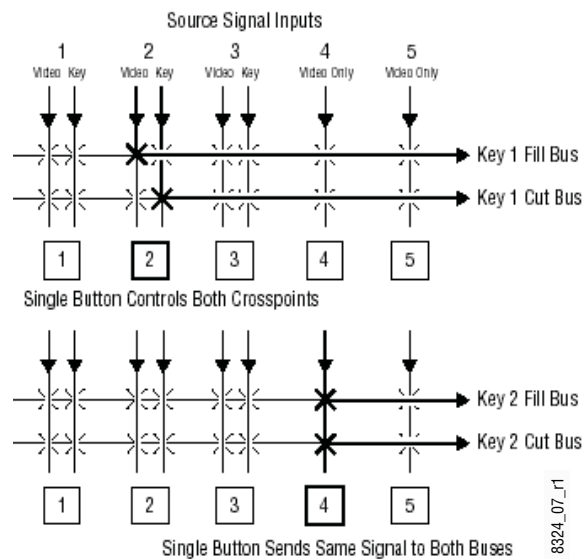 Source Signal Inputs
1 2 3 4 5
Video Key Video Key Video Key Video Only Video Only
Key 1 Fill Bus
Key 1 Cut Bus
1 2 3 4 5
Single Button Controls Both Crosspoints
Key 2 Fill Bus
Key 2 Cut Bus
1 2 3 4 5
Single Button Sends Same Signal to Both Buses
8324_07_r1